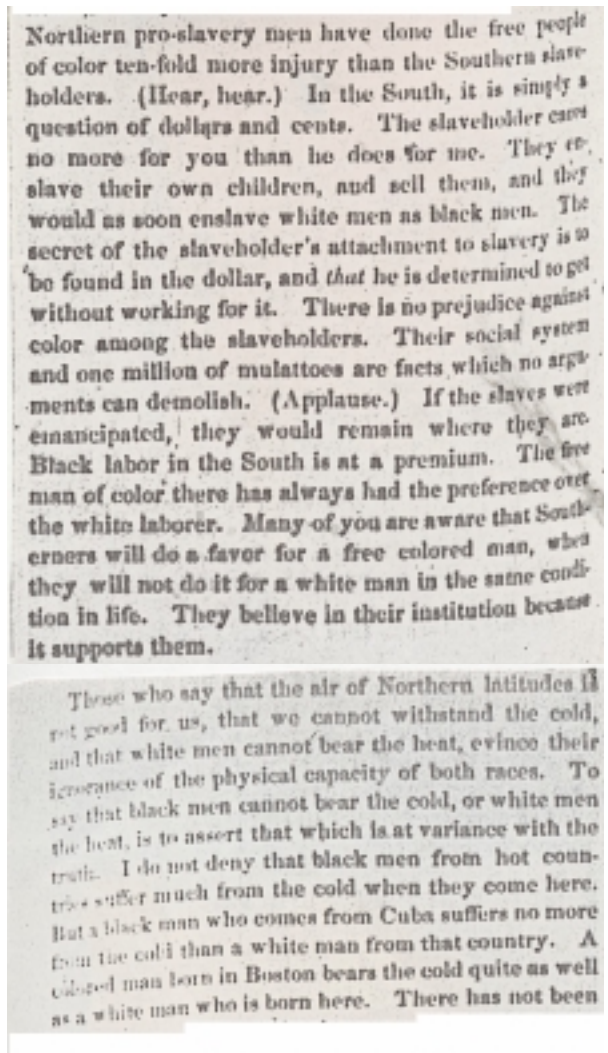 Northern pro-slavery men have done the free people
of color ten-fold more injury than the Southern slave-
holders. (Hear, hear.) In the South, it is simply a
question of dollars and cents. The slaveholder cares
no more for you than he does for me. They en-
slave their own children, and sell them, and they
would as soon enslave white men as black men. The
secret of the slaveholder's attachment to slavery is to
be found in the dollar, and that he is determined to get
without working for it. There is no prejudice against
color among the slaveholders. Their social system
and one million of mulattoes are facts which no argu-
ments can demolish. (Applause.) If the slaves were
emancipated, they would remain where they are.
Black labor in the South is at a premium. The free
man of color there has always had the preference over
the white laborer. Many of you are aware that South-
erners will do a favor for a free colored man, when
they will not do it for a white man in the same condi-
tion in life. They believe in their institution because
it supports them.
Those who say that the air of Northern latitudes is
not good for us, that we cannot withstand the cold,
and that white men cannot bear the heat, evince their
ignorance of the physical capacity of both races. To
say that black men cannot bear the cold, or white men
the heat, is to assert that which is at variance with the
truth. I do not deny that black men from hot coun-
tries suffer much from the cold when they come here.
But a black man who comes from Cuba suffers no more
from the cold than a white man from that country. A
colored man born in Boston bears the cold quite as well
as a white man who is born here. There has not been